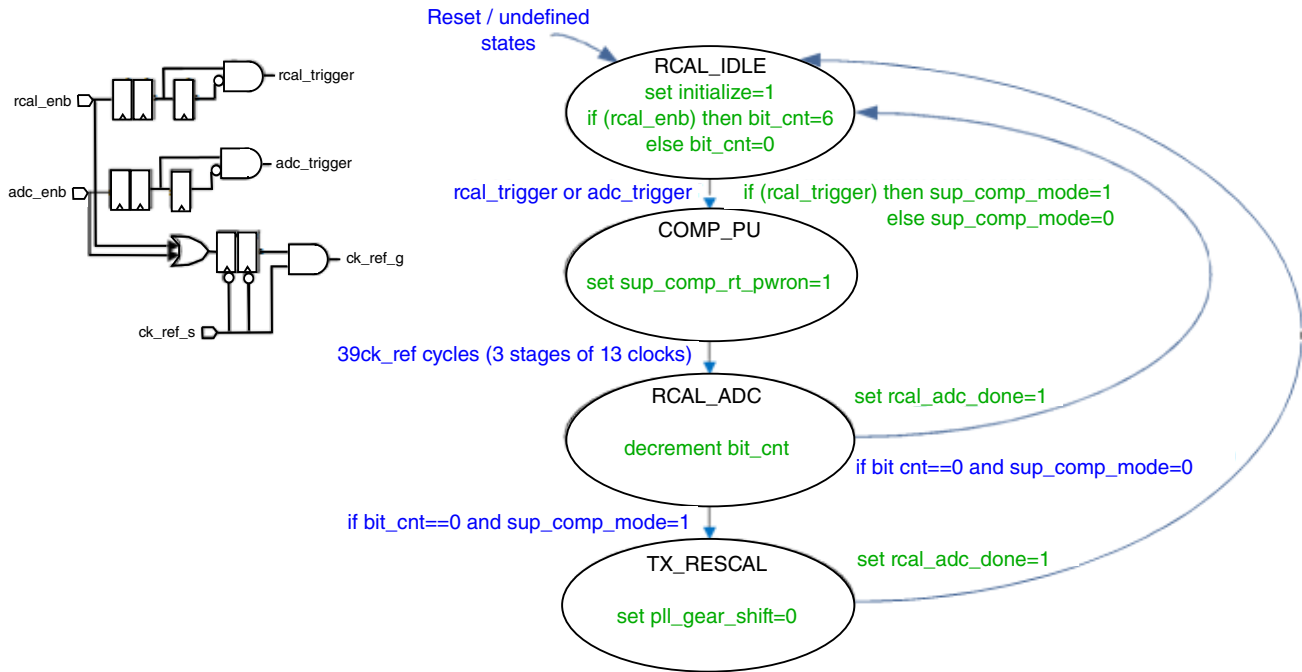 Reset / undefined
states
RCAL_IDLE
set initialize=1
if (rcal_enb) then bit_cnt=6
else bit_cnt=0
rcal_trigger
rcal_enb
adc_trigger
adc_enb
ck_ref_g
ck_ref_s
rcal_trigger or adc_trigger
if (rcal_trigger) then sup_comp_mode=1
else sup_comp_mode=0
COMP_PU
set sup_comp_rt_pwron=1
39ck_ref cycles (3 stages of 13 clocks)
RCAL_ADC
decrement bit_cnt
set rcal_adc_done=1
if bit cnt==0 and sup_comp_mode=0
if bit_cnt==0 and sup_comp_mode=1
TX_RESCAL
set pll_gear_shift=0
set rcal_adc_done=1